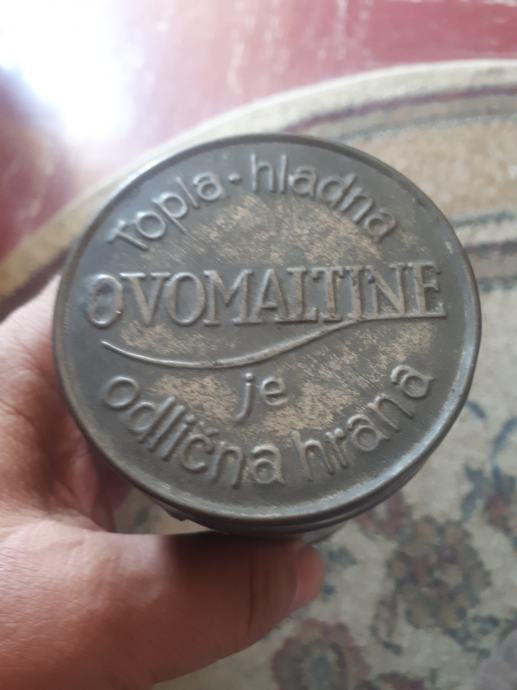 Topla-hladna
OVOMALTINE
je
odlična hrana